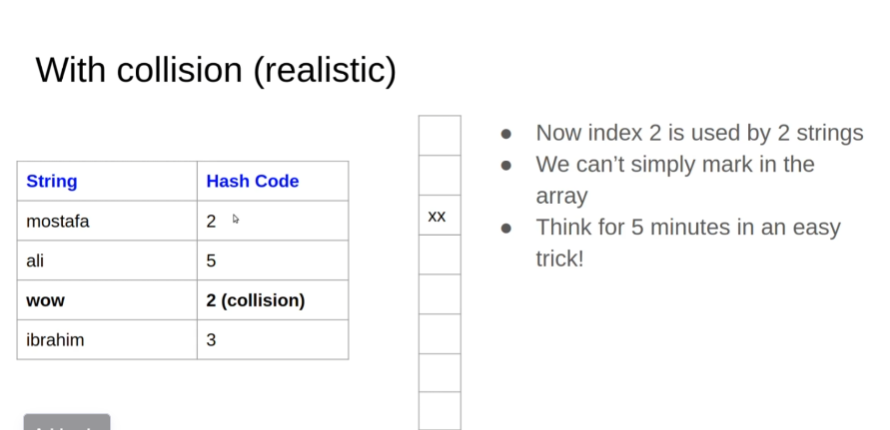 With collision (realistic)
String Hash Code
mostafa 2
ali 5
wow 2 (collision)
ibrahim 3
xx
● Now index 2 is used by 2 strings
● We can't simply mark in the
array
● Think for 5 minutes in an easy
trick!